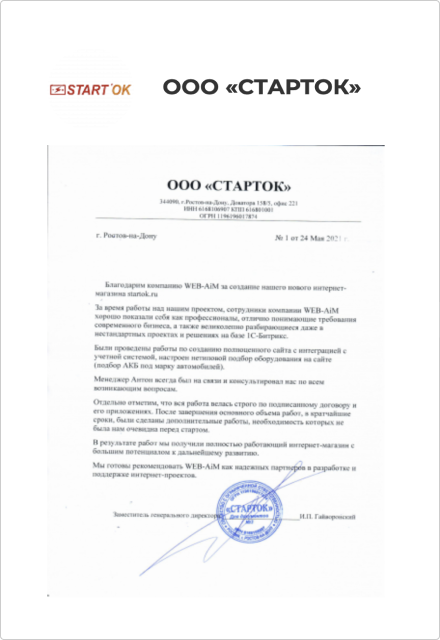 START'OK
ООО «СТАРТОК»
ООО «СТАРТОК»
344090, г.Ростов-на-Дону, Доватора 158/5, офис 221
ИНН 6168106907 КПП 616801001
ОГРН 1196196017874
г. Ростов-на-Дону
№ 1 от 24 Мая 2021 г.
Благодарим компанию WEB-AiM за создание нашего нового интернет-
магазина startok.ru
За время работы над нашим проектом, сотрудники компании WEB-AiM
хорошо показали себя как профессионалы, отлично понимающие требования
современного бизнеса, а также великолепно разбирающиеся даже в
нестандартных проектах и решениях на базе 1С-Битрикс.
Были проведены работы по созданию полноценного сайта с интеграцией с
учетной системой, настроен нетиповой подбор оборудования на сайте
(подбор АКБ под марку автомобилей).
Менеджер Антон всегда был на связи и консультировал нас по всем
возникающим вопросам.
Отдельно отметим, что вся работа велась строго по подписанному договору и
его приложениям. После завершения основного объема работ, в кратчайшие
сроки, были сделаны дополнительные работы, необходимость которых не
была нам очевидна перед стартом.
В результате работ мы получили полностью работающий интернет-магазин с
большим потенциалом к дальнейшему развитию.
Мы готовы рекомендовать WEB-AiM как надежных партнеров в разработке и
поддержке интернет-проектов.
Заместитель генерального директора
И.П. Гайворонский
«СТАРТОК»